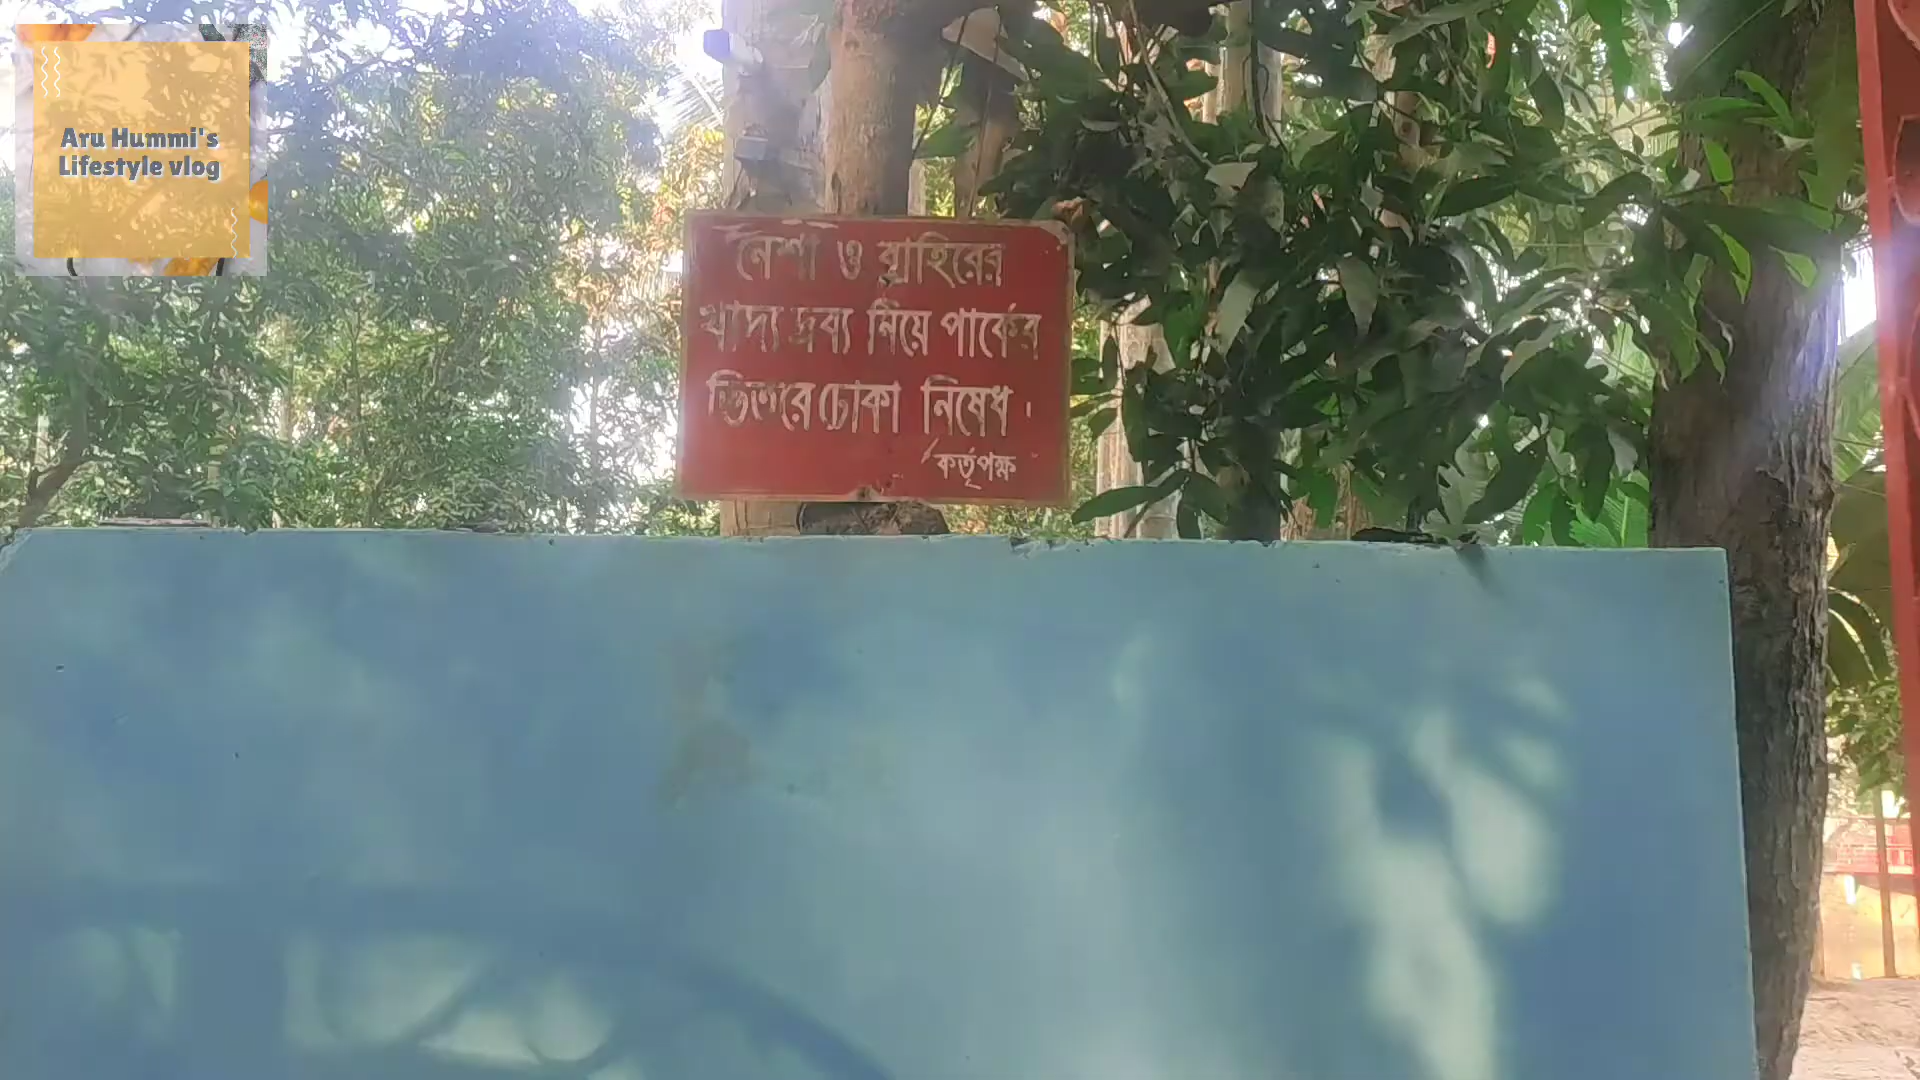 Aru Hummi's
Lifestyle vlog
নেশা ও বাহিরের
খাদ্য দ্রব্য নিয়ে পার্কের
ভিতরে ঢোকা নিষেধ।
কর্তৃপক্ষ